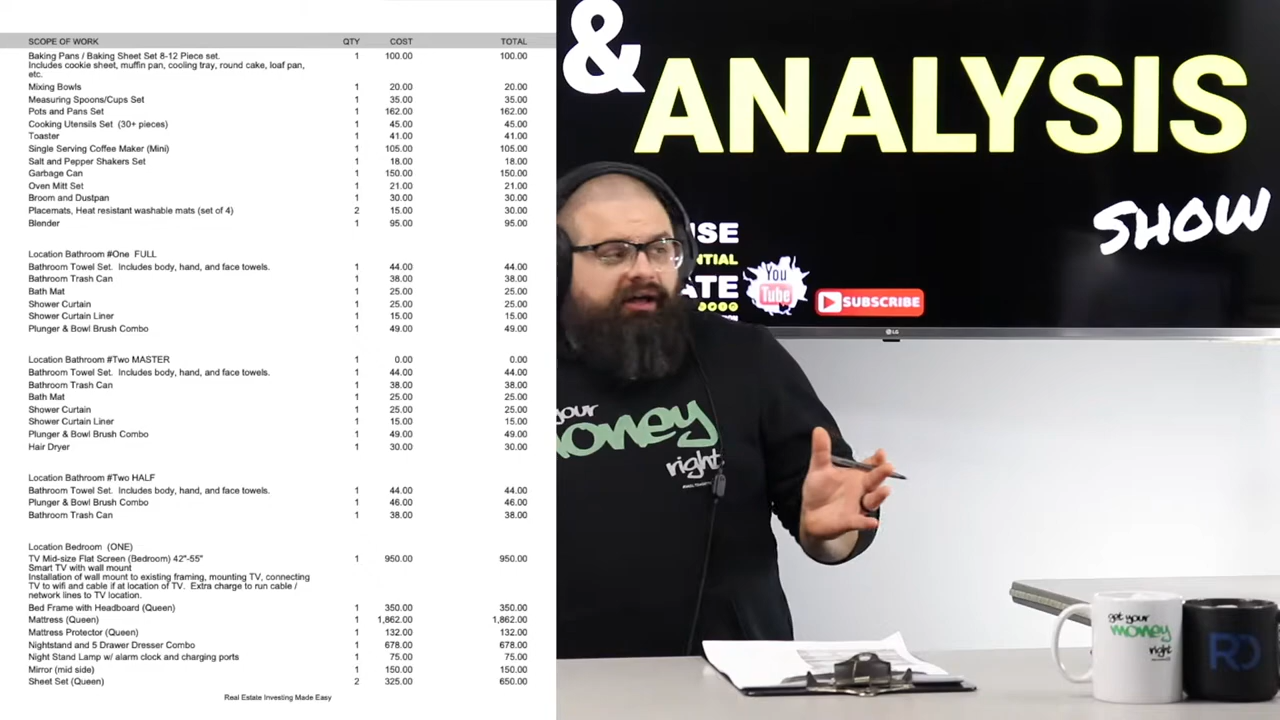 SCOPE OF WORK QTY COST TOTAL
Baking Pans / Baking Sheet Set 8-12 Piece set. 1 100.00 100.00
Includes cookie sheet, muffin pan, cooling tray, round cake, loaf pan,
etc.
Mixing Bowls 1 20.00 20.00
Measuring Spoons/Cups Set 1 35.00 35.00
Pots and Pans Set 1 162.00 162.00
Cooking Utensils Set (30+ pieces) 1 45.00 45.00
Toaster 1 41.00 41.00
Single Serving Coffee Maker (Mini) 1 105.00 105.00
Salt and Pepper Shakers Set 1 18.00 18.00
Garbage Can 1 150.00 150.00
Oven Mitt Set 1 21.00 21.00
Broom and Dustpan 1 30.00 30.00
Placemats, Heat resistant washable mats (set of 4) 2 15.00 30.00
Blender 1 95.00 95.00
Location Bathroom #One FULL
Bathroom Towel Set. Includes body, hand, and face towels. 1 44.00 44.00
Bathroom Trash Can 1 38.00 38.00
Bath Mat 1 25.00 25.00
Shower Curtain 1 25.00 25.00
Shower Curtain Liner 1 15.00 15.00
Plunger & Bowl Brush Combo 1 49.00 49.00
Location Bathroom #Two MASTER 1 0.00 0.00
Bathroom Towel Set. Includes body, hand, and face towels. 1 44.00 44.00
Bathroom Trash Can 1 38.00 38.00
Bath Mat 1 25.00 25.00
Shower Curtain 1 25.00 25.00
Shower Curtain Liner 1 15.00 15.00
Plunger & Bowl Brush Combo 1 49.00 49.00
Hair Dryer 1 30.00 30.00
Location Bathroom #Two HALF
Bathroom Towel Set. Includes body, hand, and face towels. 1 44.00 44.00
Plunger & Bowl Brush Combo 1 46.00 46.00
Bathroom Trash Can 1 38.00 38.00
Location Bedroom (ONE)
TV Mid-size Flat Screen (Bedroom) 42"-55" 1 950.00 950.00
Smart TV with wall mount
Installation of wall mount to existing framing, mounting TV, connecting
TV to wifi and cable if at location of TV. Extra charge to run cable /
network lines to TV location.
Bed Frame with Headboard (Queen) 1 350.00 350.00
Mattress (Queen) 1 1,862.00 1,862.00
Mattress Protector (Queen) 1 132.00 132.00
Nightstand and 5 Drawer Dresser Combo 1 678.00 678.00
Night Stand Lamp w/ alarm clock and charging ports 1 75.00 75.00
Mirror (mid side) 1 150.00 150.00
Sheet Set (Queen) 2 325.00 650.00
Real Estate Investing Made Easy
&
ANALYSIS
SHOW
USE
NTIAL
ATE
You
Tube
SUBSCRIBE
LG
your
money
right
got your
money
right
RD